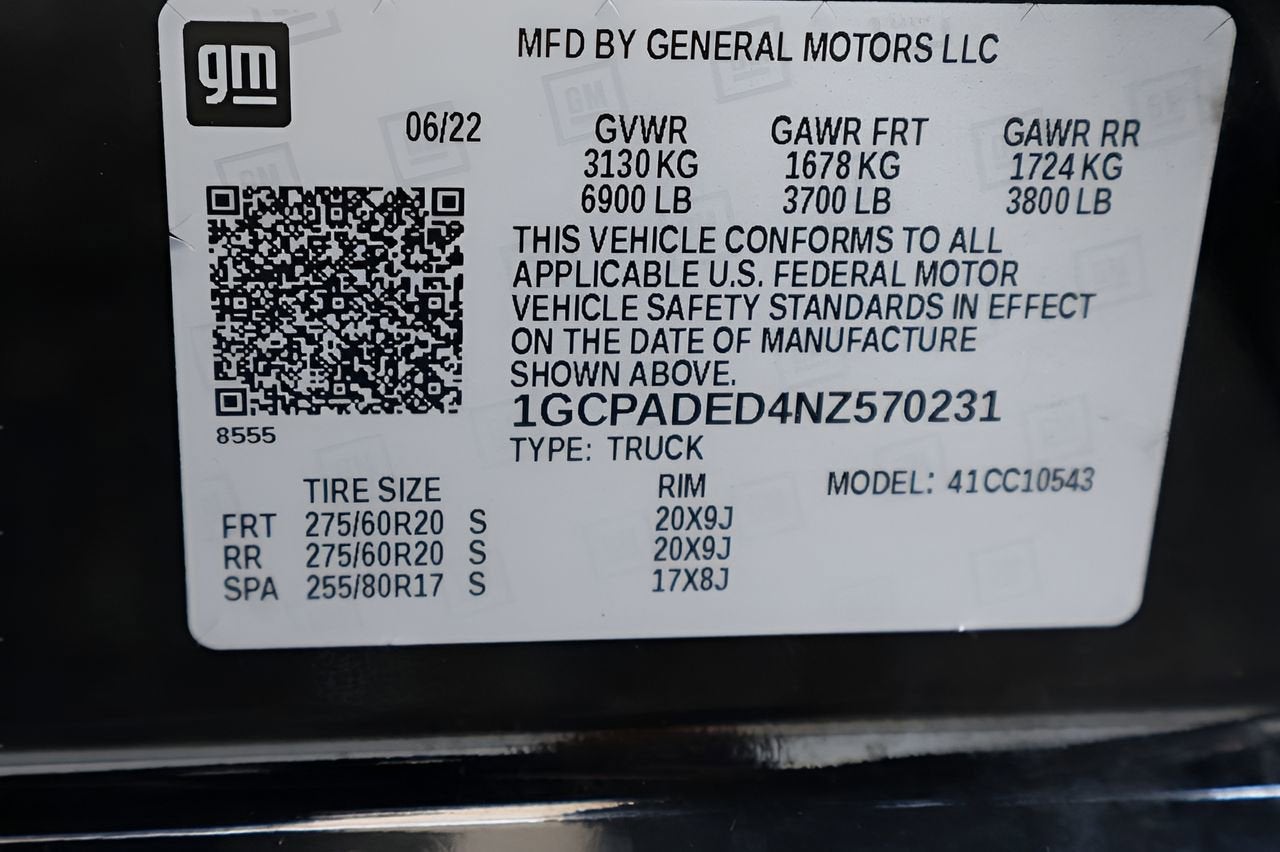 gm
MFD BY GENERAL MOTORS LLC
06/22 GVWR GAWR FRT GAWR RR
3130 KG 1678 KG 1724 KG
6900 LB 3700 LB 3800 LB
THIS VEHICLE CONFORMS TO ALL
APPLICABLE U.S. FEDERAL MOTOR
VEHICLE SAFETY STANDARDS IN EFFECT
ON THE DATE OF MANUFACTURE
SHOWN ABOVE.
1GCPADED4NZ570231
8555
TYPE: TRUCK
TIRE SIZE RIM MODEL: 41CC10543
FRT 275/60R20 S 20X9J
RR 275/60R20 S 20X9J
SPA 255/80R17 S 17X8J